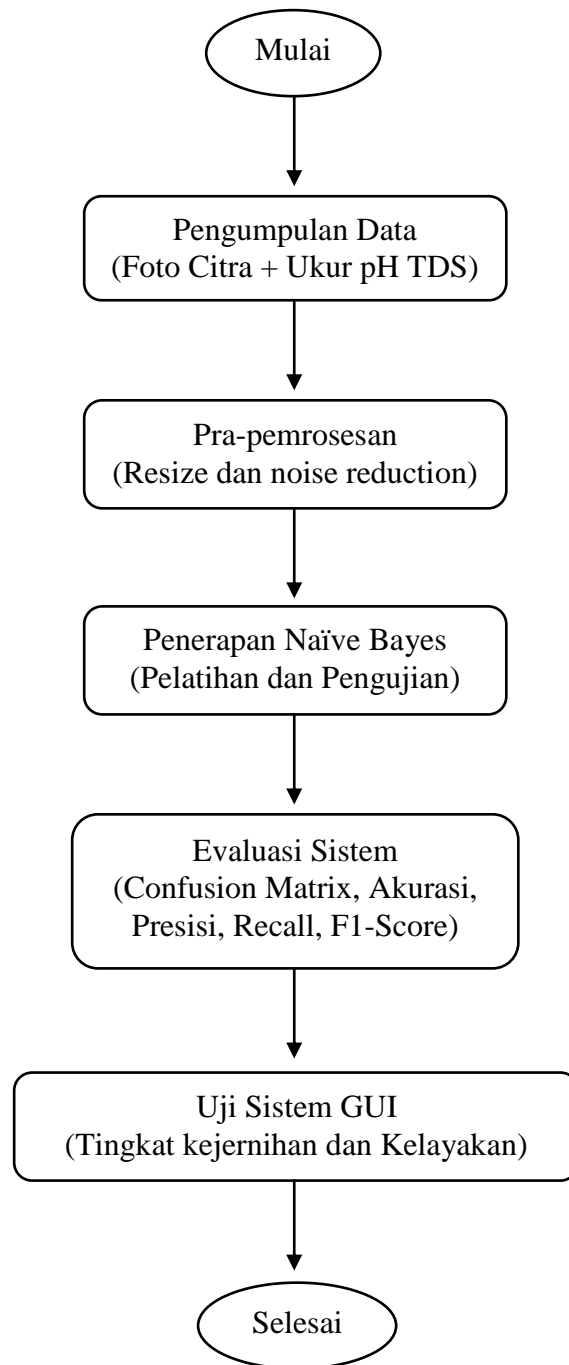 Mulai
Pengumpulan Data
(Foto Citra + Ukur pH TDS)
Pra-pemrosesan
(Resize dan noise reduction)
Penerapan Naïve Bayes
(Pelatihan dan Pengujian)
Evaluasi Sistem
(Confusion Matrix, Akurasi,
Presisi, Recall, F1-Score)
Uji Sistem GUI
(Tingkat kejernihan dan Kelayakan)
Selesai